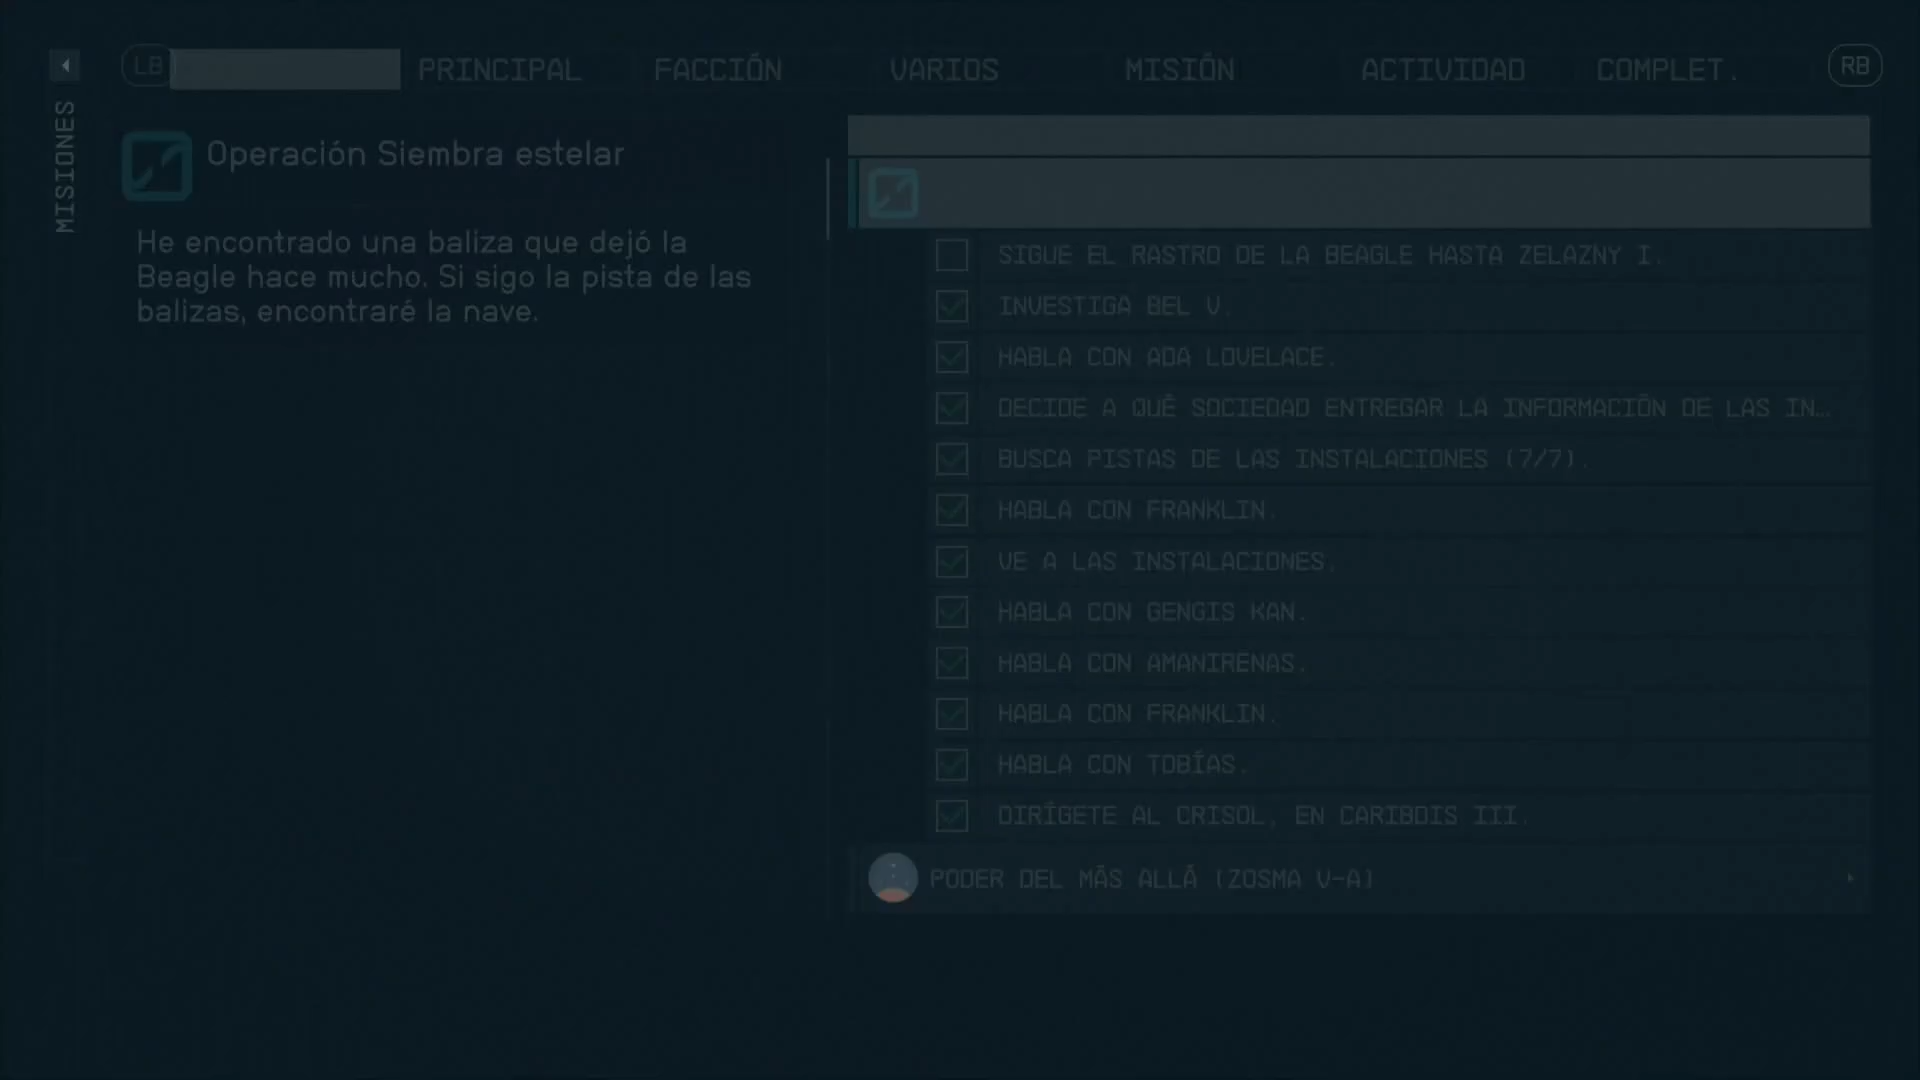 LB
PRINCIPAL
FACCIÓN
VARIOS
MISIÓN
ACTIVIDAD
COMPLET.
RB
MISIONES
Operación Siembra estelar
He encontrado una baliza que dejó la
Beagle hace mucho. Si sigo la pista de las
balizas, encontraré la nave.
SIGUE EL RASTRO DE LA BEAGLE HASTA ZELAZNY I.
INVESTIGA BEL V.
HABLA CON ADA LOVELACE.
DECIDE A QUÉ SOCIEDAD ENTREGAR LA INFORMACIÓN DE LAS IN…
BUSCA PISTAS DE LAS INSTALACIONES (7/7).
HABLA CON FRANKLIN.
VE A LAS INSTALACIONES.
HABLA CON GENGIS KAN.
HABLA CON AMANIRENAS.
HABLA CON FRANKLIN.
HABLA CON TOBÍAS.
DIRÍGETE AL CRISOL, EN CARIBDIS III.
PODER DEL MÁS ALLÁ (ZOSMA V-A)